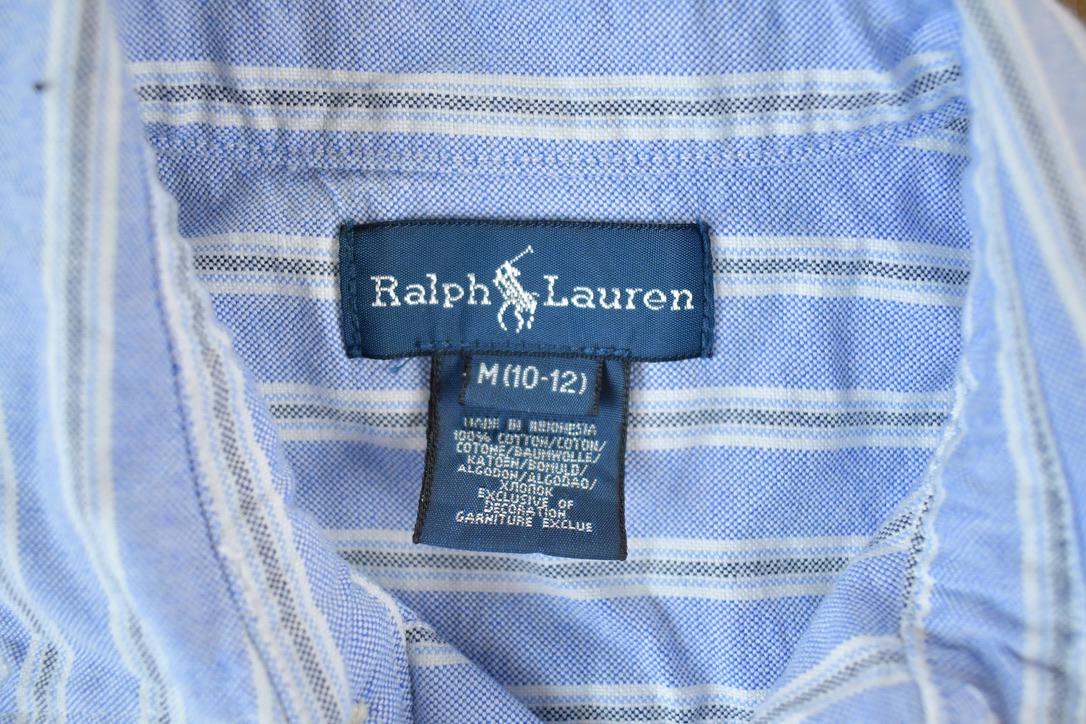 Ralph Lauren
M (10-12)
MADE IN INDONESIA
100% COTTON/COTON/
COTONE/BAUMWOLLE/
KATOEN/BOMULD/
ALGODON/ALGODAO/
ХЛОПОК
EXCLUSIVE OF
DECORATION
GARNITURE EXCLUE